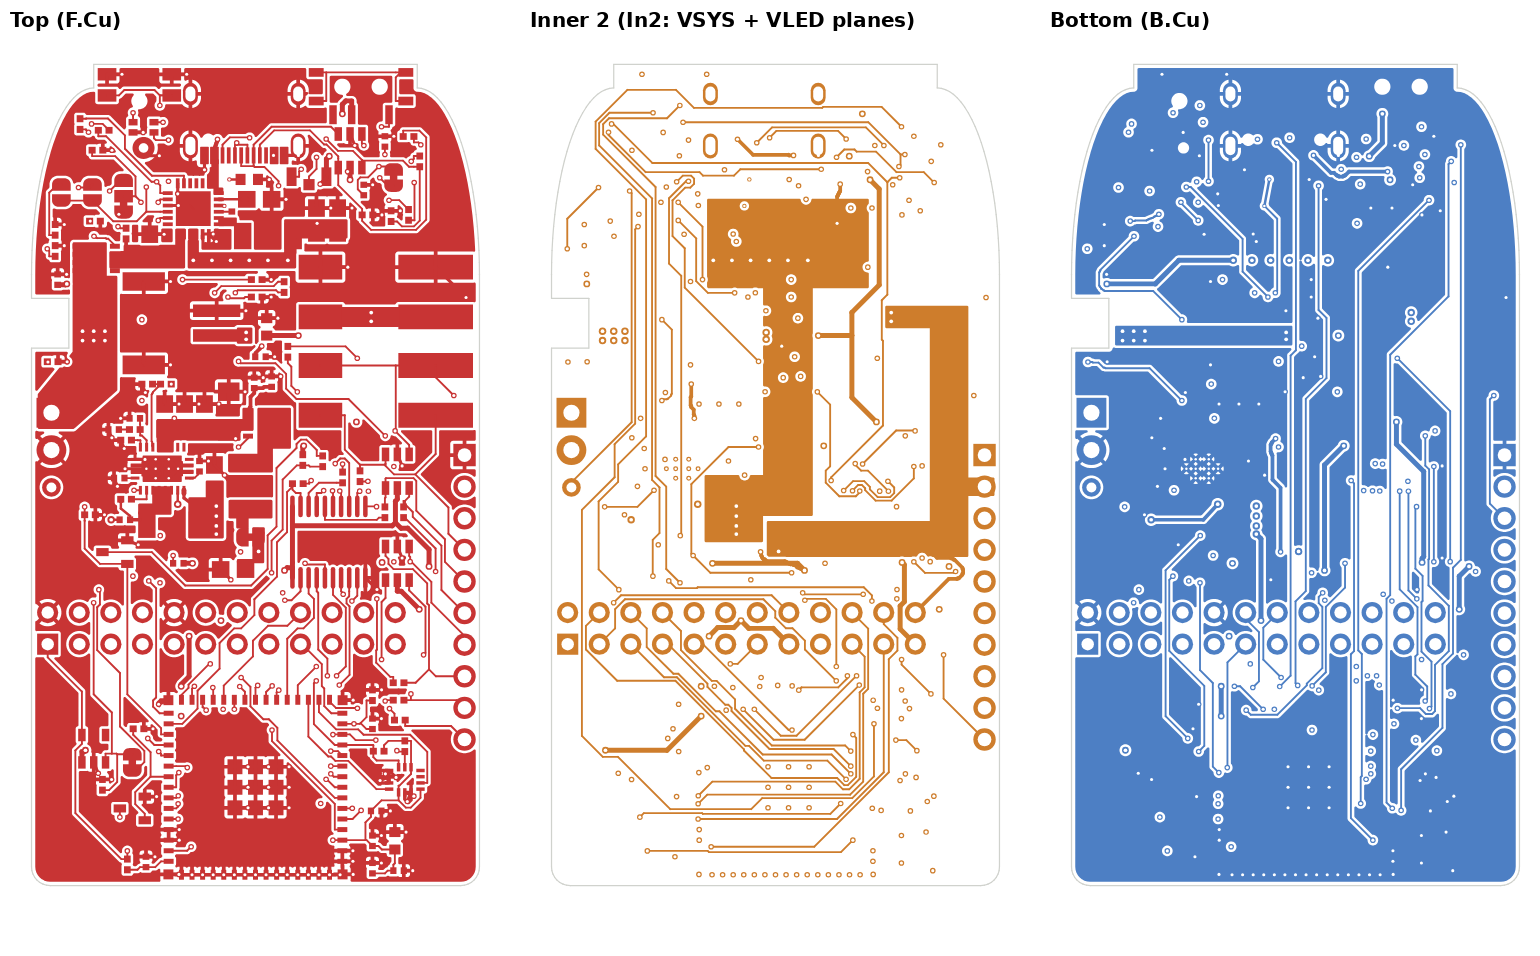 Top (F.Cu)
Inner 2 (In2: VSYS + VLED planes)
Bottom (B.Cu)